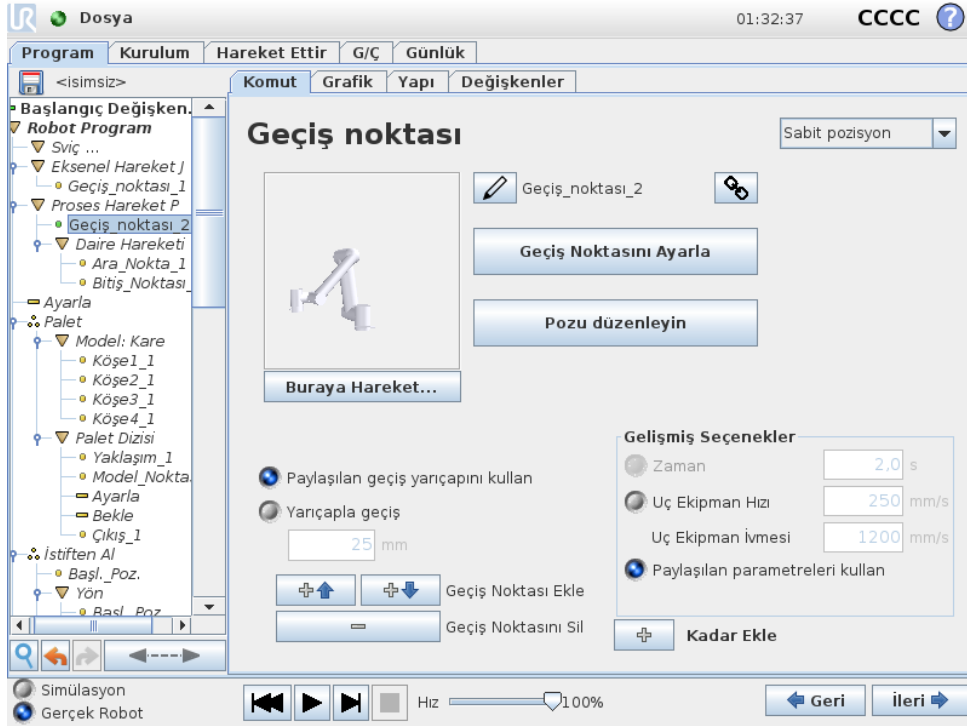 UR Dosya 01:32:37 CCCC ?
Program Kurulum Hareket Ettir G/Ç Günlük
<isimsiz>
Komut Grafik Yapı Değişkenler
Başlangıç Değişken.
Robot Program
Sviç ...
Eksenel Hareket J
Geçiş_noktası_1
Proses Hareket P
Geçiş_noktası_2
Daire Hareketi
Ara_Nokta_1
Bitiş_Noktası_
Ayarla
Palet
Model: Kare
Köşe1_1
Köşe2_1
Köşe3_1
Köşe4_1
Palet Dizisi
Yaklaşım_1
Model_Nokta
Ayarla
Bekle
Çıkış_1
İstiften Al
Başl._Poz.
Yön
Başl._Poz
Geçiş noktası
Sabit pozisyon
Geçiş_noktası_2
Geçiş Noktasını Ayarla
Pozu düzenleyin
Buraya Hareket...
Paylaşılan geçiş yarıçapını kullan
Yarıçapla geçiş
25 mm
Geçiş Noktası Ekle
Geçiş Noktasını Sil
Gelişmiş Seçenekler
Zaman 2,0 s
Uç Ekipman Hızı 250 mm/s
Uç Ekipman İvmesi 1200 mm/s
Paylaşılan parametreleri kullan
Kadar Ekle
Simülasyon
Gerçek Robot
Hız 100%
Geri İleri